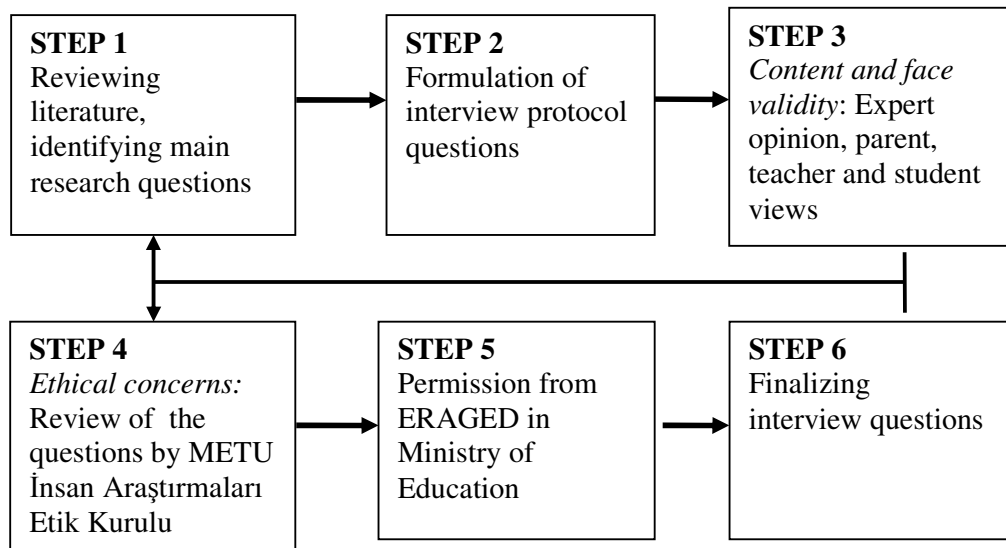 STEP 1
Reviewing
literature,
identifying main
research questions
STEP 2
Formulation of
interview protocol
questions
STEP 3
Content and face
validity: Expert
opinion, parent,
teacher and student
views
STEP 4
Ethical concerns:
Review of the
questions by METU
İnsan Araştırmaları
Etik Kurulu
STEP 5
Permission from
ERAGED in
Ministry of
Education
STEP 6
Finalizing
interview questions